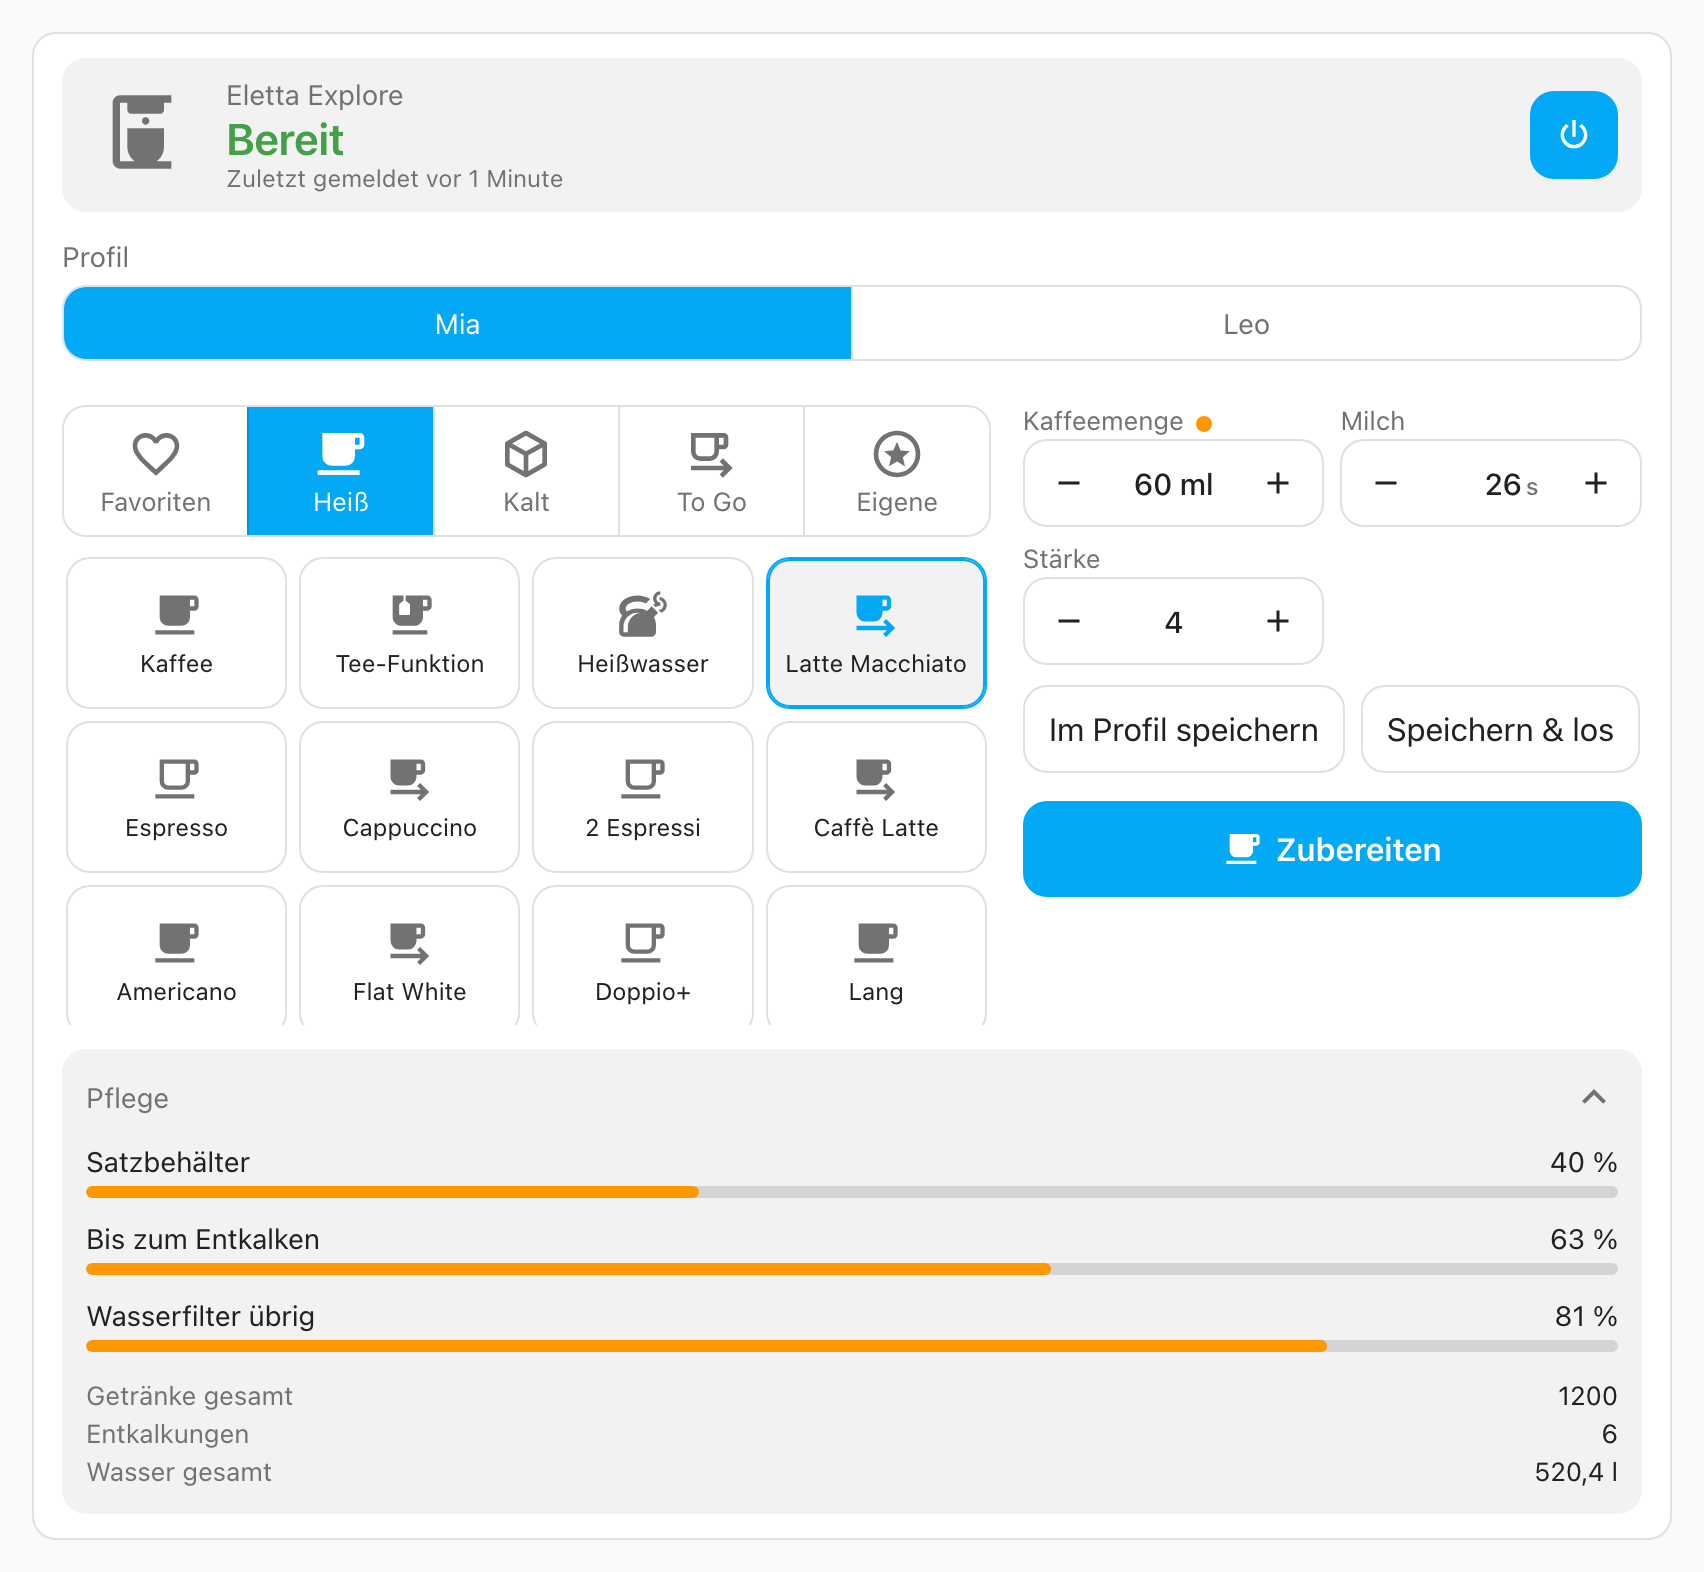 Eletta Explore
Bereit
Zuletzt gemeldet vor 1 Minute
Profil
Mia
Leo
Favoriten
Heiß
Kalt
To Go
Eigene
Kaffee
Tee-Funktion
Heißwasser
Latte Macchiato
Espresso
Cappuccino
2 Espressi
Caffè Latte
Americano
Flat White
Doppio+
Lang
Kaffeemenge
− 60 ml +
Milch
− 26 s +
Stärke
− 4 +
Im Profil speichern
Speichern & los
Zubereiten
Pflege
Satzbehälter 40 %
Bis zum Entkalken 63 %
Wasserfilter übrig 81 %
Getränke gesamt 1200
Entkalkungen 6
Wasser gesamt 520,4 l